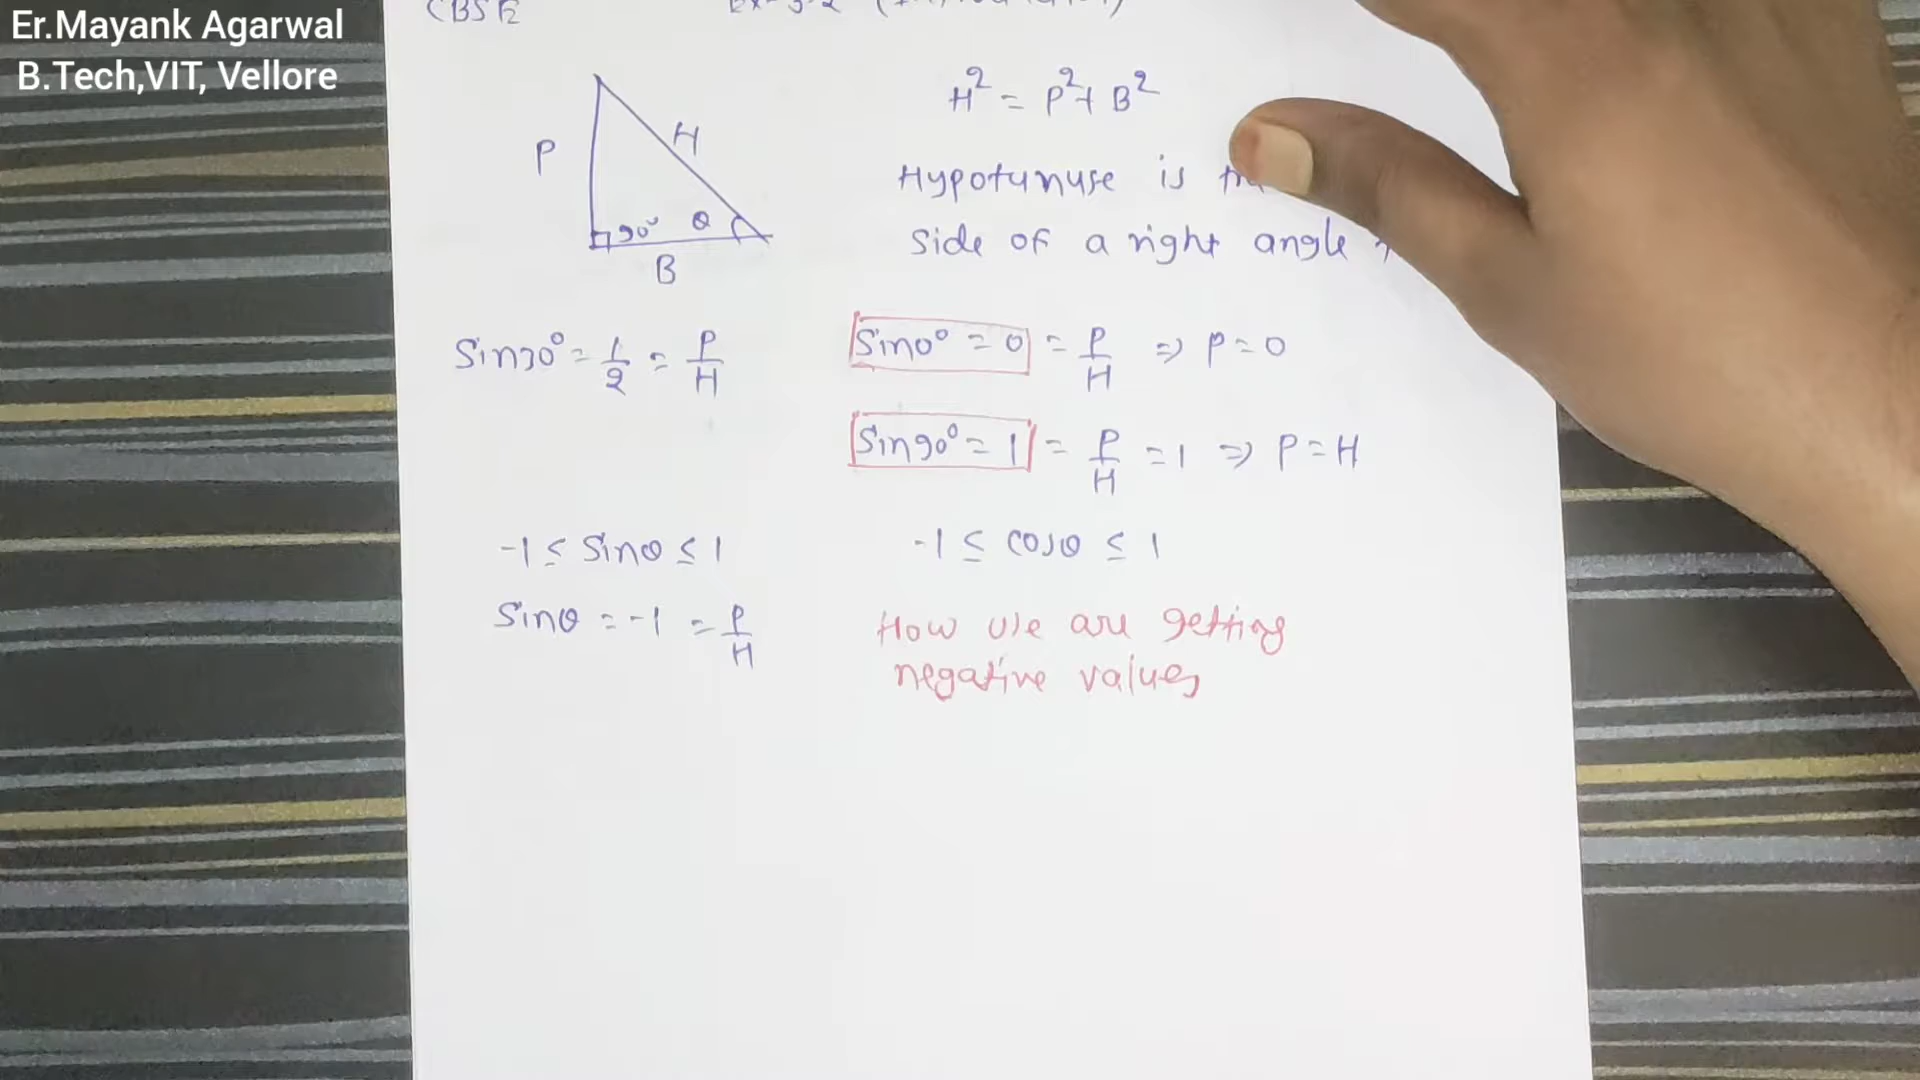 Er.Mayank Agarwal
B.Tech,VIT, Vellore
CBSE
H² = P² + B²
P
H
90° θ
B
Hypotunuse is
side of a right angle
Sin30° = 1/2 = P/H
Sin0° = 0 = P/H ⇒ P = 0
Sin90° = 1 = P/H = 1 ⇒ P = H
-1 ≤ Sinθ ≤ 1
-1 ≤ cosθ ≤ 1
Sinθ = -1 = P/H
How we are getting
negative values